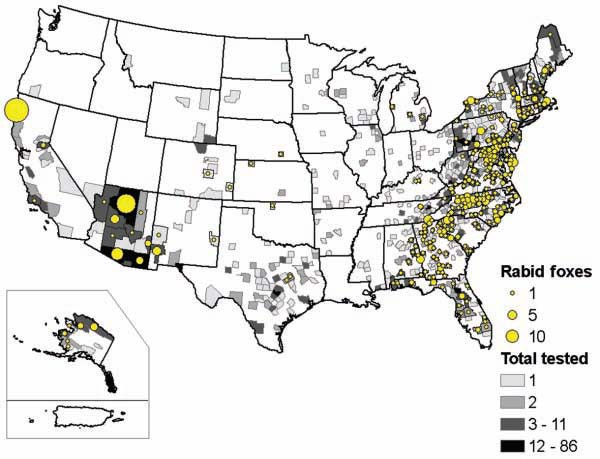 Rabid foxes
1
5
10
Total tested
1
2
3 - 11
12 - 86